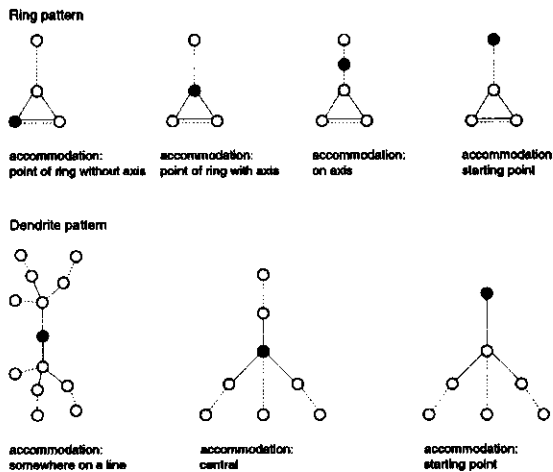 Ring pattern
accommodation:
point of ring without axis
accommodation:
point of ring with axis
accommodation:
on axis
accommodation
starting point
Dendrite pattern
accommodation:
somewhere on a line
accommodation:
central
accommodation:
starting point